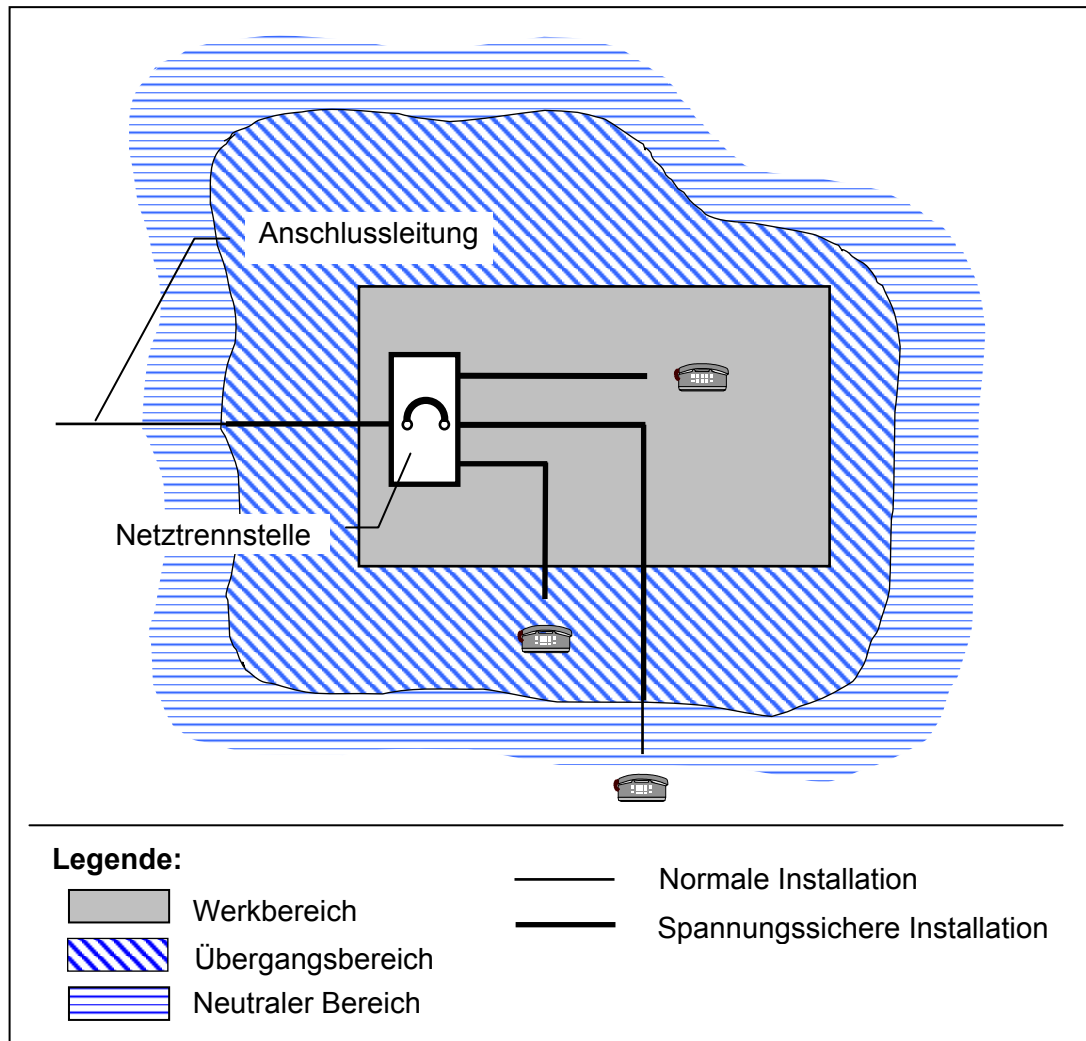 Anschlussleitung
Netztrennstelle
Legende:
Werkbereich
Übergangsbereich
Neutraler Bereich
Normale Installation
Spannungssichere Installation